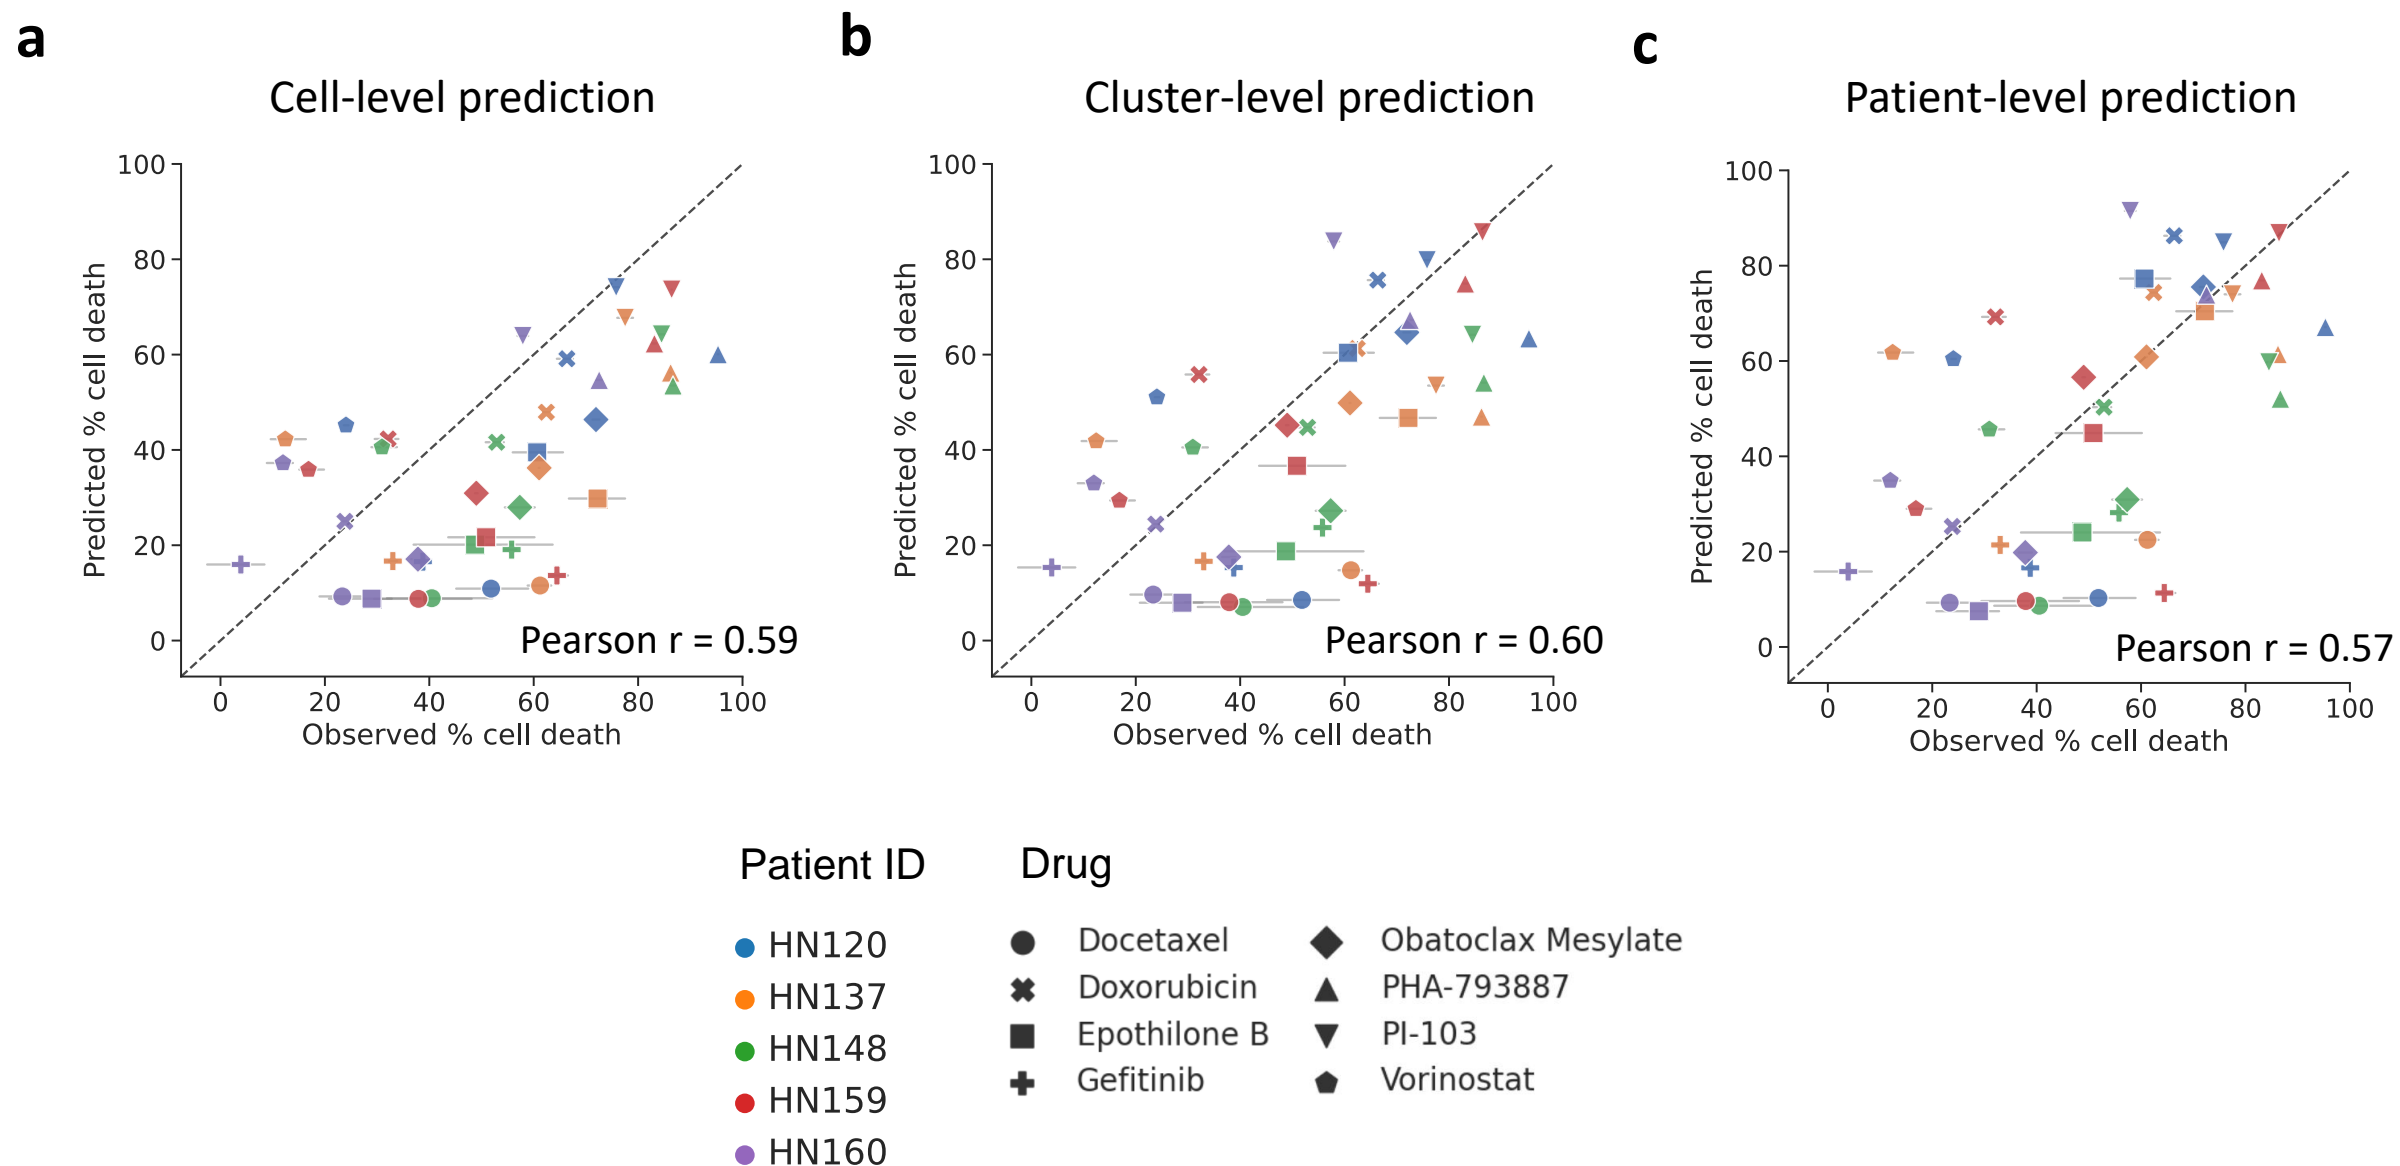 a
Cell-level prediction
100
80
60
40
20
0
Predicted % cell death
0 20 40 60 80 100
Observed % cell death
Pearson r = 0.59
b
Cluster-level prediction
100
80
60
40
20
0
Predicted % cell death
0 20 40 60 80 100
Observed % cell death
Pearson r = 0.60
c
Patient-level prediction
100
80
60
40
20
0
Predicted % cell death
0 20 40 60 80 100
Observed % cell death
Pearson r = 0.57
Patient ID
HN120
HN137
HN148
HN159
HN160
Drug
Docetaxel
Doxorubicin
Epothilone B
Gefitinib
Obatoclax Mesylate
PHA-793887
PI-103
Vorinostat